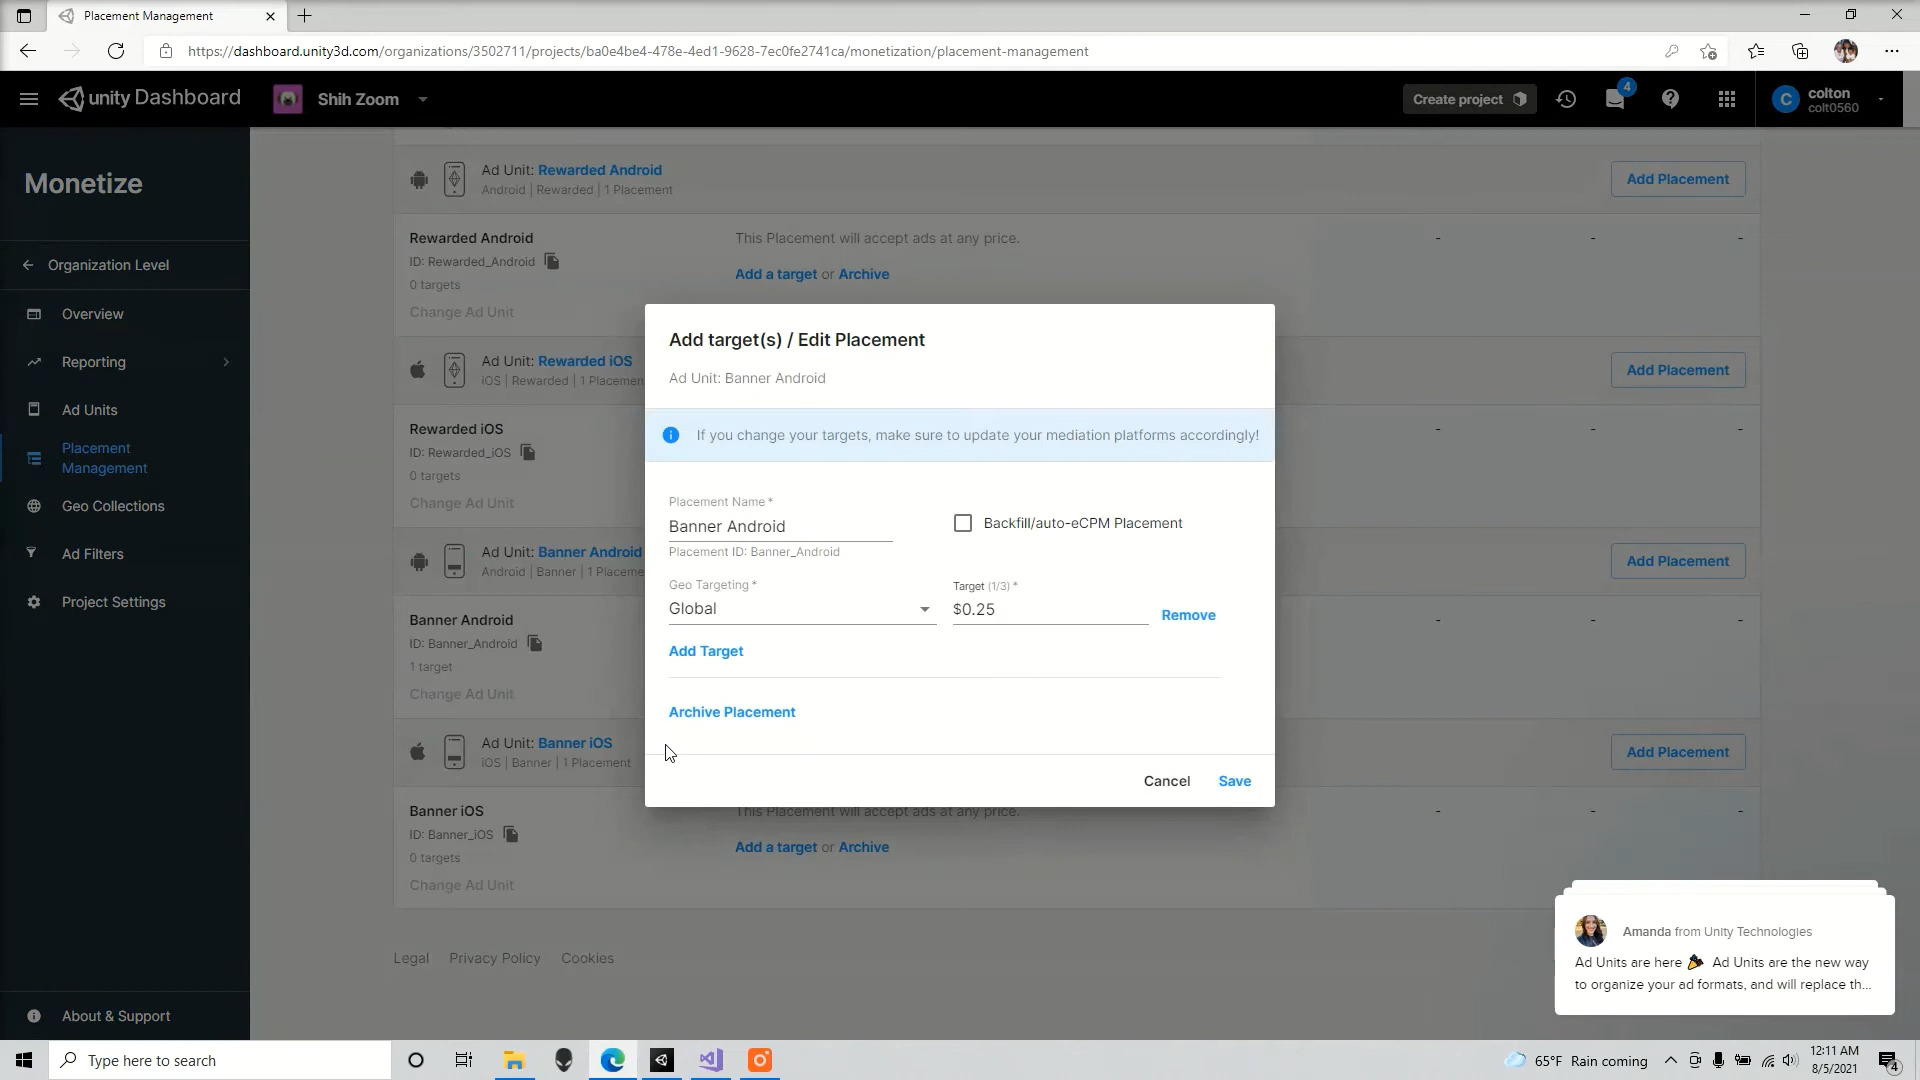 Placement Management
https://dashboard.unity3d.com/organizations/3502711/projects/ba0e4be4-478e-4ed1-9628-7ec0fe2741ca/monetization/placement-management
unity Dashboard
Shih Zoom
Create project
4
C
colton
colt0560
Monetize
Organization Level
Overview
Reporting
Ad Units
Placement
Management
Geo Collections
Ad Filters
Project Settings
About & Support
Ad Unit: Rewarded Android
Android | Rewarded | 1 Placement
Add Placement
Rewarded Android
This Placement will accept ads at any price.
- - -
ID: Rewarded_Android
0 targets
Add a target or Archive
Change Ad Unit
Ad Unit: Rewarded iOS
iOS | Rewarded | 1 Placemen
Add Placement
Rewarded iOS
- - -
ID: Rewarded_iOS
0 targets
Change Ad Unit
Ad Unit: Banner Android
Android | Banner | 1 Placeme
Add Placement
Banner Android
- - -
ID: Banner_Android
1 target
Change Ad Unit
Ad Unit: Banner iOS
iOS | Banner | 1 Placement
Add Placement
Banner iOS
This Placement will accept ads at any price.
- - -
ID: Banner_iOS
0 targets
Add a target or Archive
Change Ad Unit
Legal Privacy Policy Cookies
Add target(s) / Edit Placement
Ad Unit: Banner Android
If you change your targets, make sure to update your mediation platforms accordingly!
Placement Name *
Banner Android
Backfill/auto-eCPM Placement
Placement ID: Banner_Android
Geo Targeting *
Target (1/3) *
Global
$0.25
Remove
Add Target
Archive Placement
Cancel
Save
Amanda from Unity Technologies
Ad Units are here 🎉 Ad Units are the new way
to organize your ad formats, and will replace th...
Type here to search
65°F Rain coming
12:11 AM
8/5/2021
4